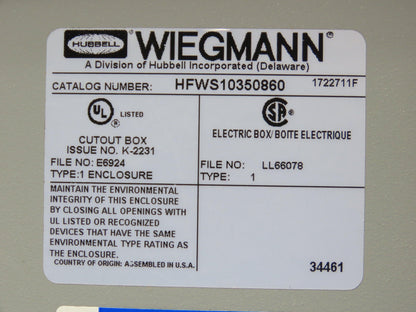 HUBBELL WIEGMANN®
A Division of Hubbell Incorporated (Delaware)
CATALOG NUMBER: HFWS10350860 1722711F
UL LISTED
CUTOUT BOX
ISSUE NO. K-2231
FILE NO: E6924
TYPE:1 ENCLOSURE
SA
ELECTRIC BOX/BOITE ELECTRIQUE
FILE NO: LL66078
TYPE: 1
MAINTAIN THE ENVIRONMENTAL
INTEGRITY OF THIS ENCLOSURE
BY CLOSING ALL OPENINGS WITH
UL LISTED OR RECOGNIZED
DEVICES THAT HAVE THE SAME
ENVIRONMENTAL TYPE RATING AS
THE ENCLOSURE.
COUNTRY OF ORIGIN: ASSEMBLED IN U.S.A.
34461